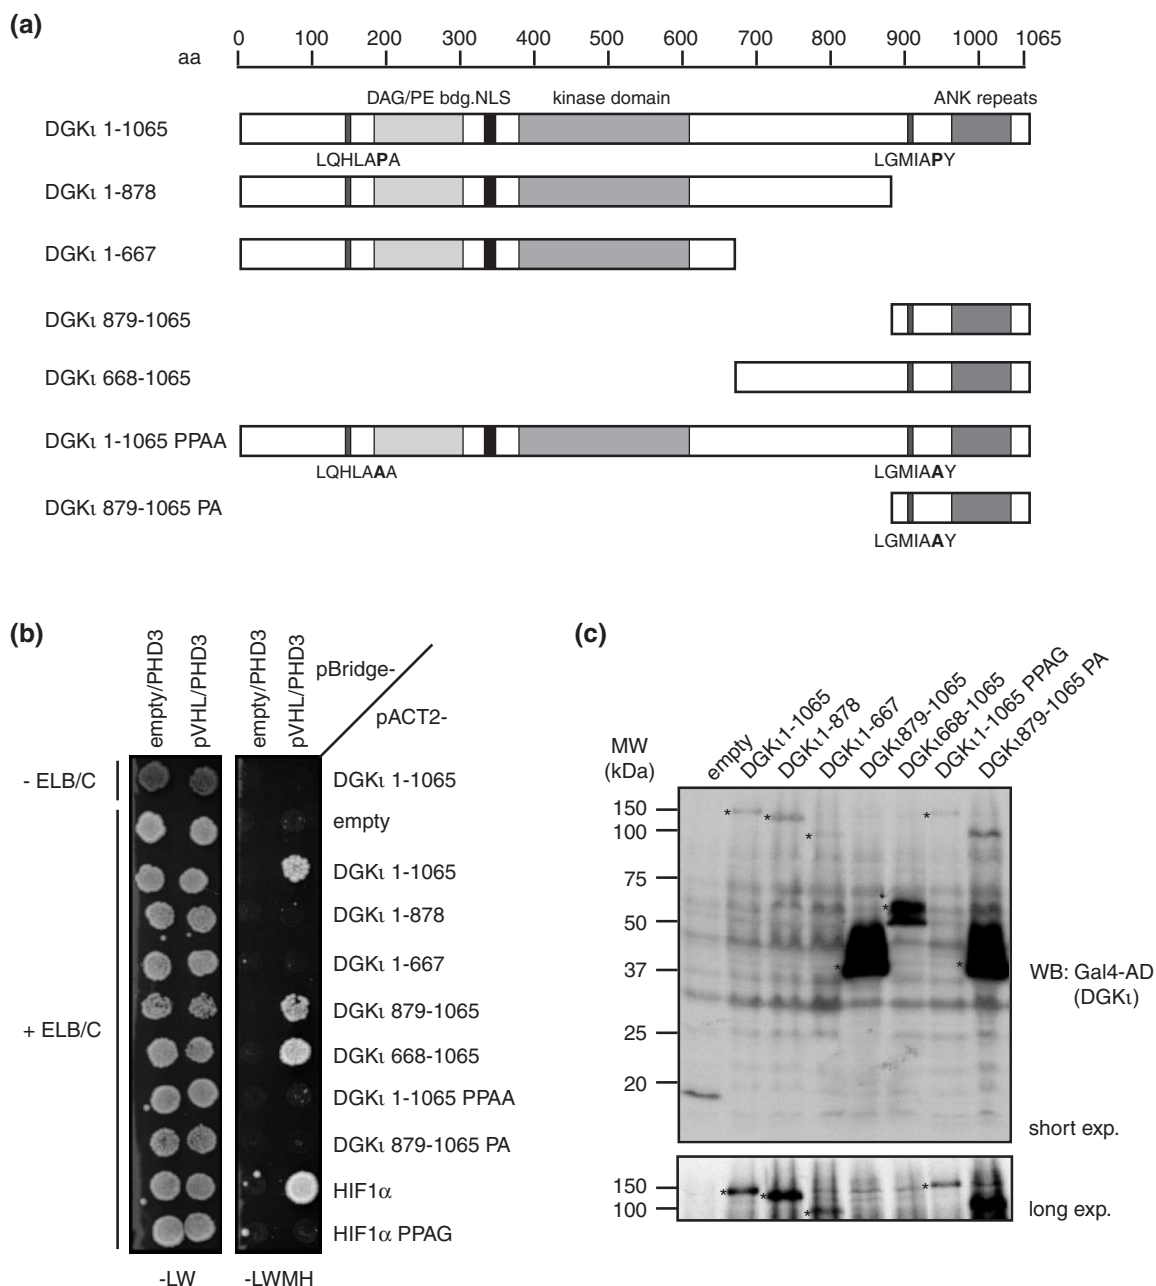 (a)
0 100 200 300 400 500 600 700 800 900 1000 1065
aa
DAG/PE bdg. NLS kinase domain ANK repeats
DGKι 1-1065
LQHLAPA LGMIAPY
DGKι 1-878
DGKι 1-667
DGKι 879-1065
DGKι 668-1065
DGKι 1-1065 PPAA
LQHLAAA LGMIAAY
DGKι 879-1065 PA
LGMIAAY
(b)
empty/PHD3
pVHL/PHD3
empty/PHD3
pVHL/PHD3
pBridge-
pACT2-
- ELB/C
DGKι 1-1065
+ ELB/C
empty
DGKι 1-1065
DGKι 1-878
DGKι 1-667
DGKι 879-1065
DGKι 668-1065
DGKι 1-1065 PPAA
DGKι 879-1065 PA
HIF1α
HIF1α PPAG
-LW
-LWMH
(c)
MW
(kDa)
empty
DGKι1-1065
DGKι1-878
DGKι1-667
DGKι879-1065
DGKι668-1065
DGKι1-1065 PPAG
DGKι879-1065 PA
150
100
75
50
37
25
20
* * * * * * *
WB: Gal4-AD
(DGKι)
short exp.
150
100
* * * *
long exp.